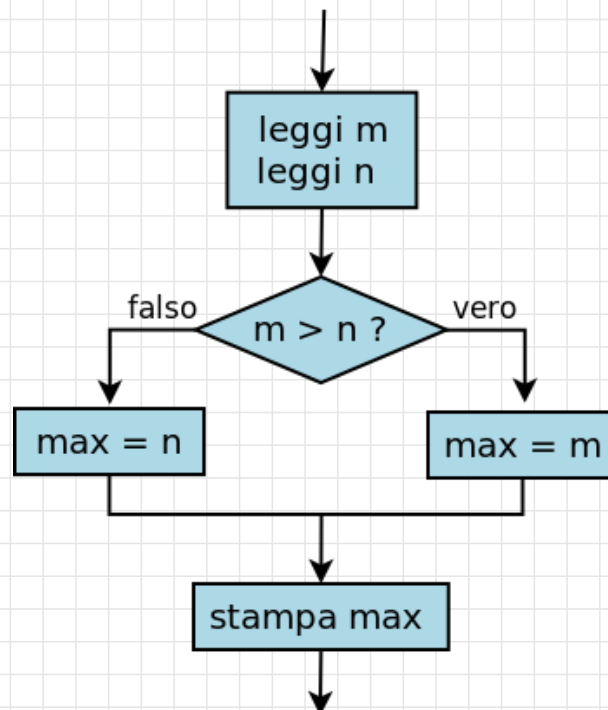 leggi m
leggi n
falso
m > n ?
vero
max = n
max = m
stampa max